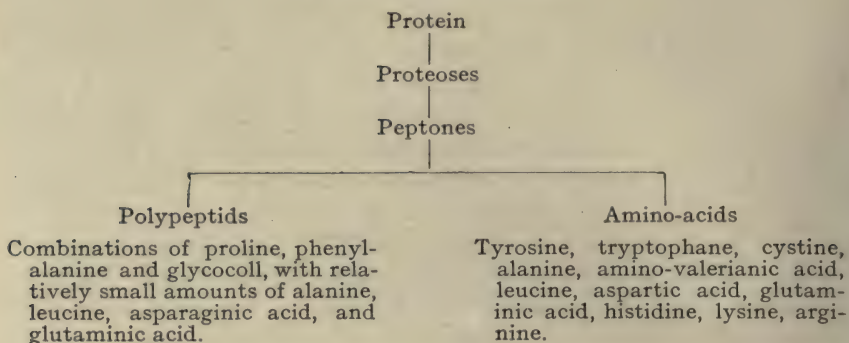 Protein
Proteoses
Peptones
Polypeptids
Combinations of proline, phenyl-
alanine and glycocoll, with rela-
tively small amounts of alanine,
leucine, asparaginic acid, and
glutaminic acid.
Amino-acids
Tyrosine, tryptophane, cystine,
alanine, amino-valerianic acid,
leucine, aspartic acid, glutam-
inic acid, histidine, lysine, argi-
nine.